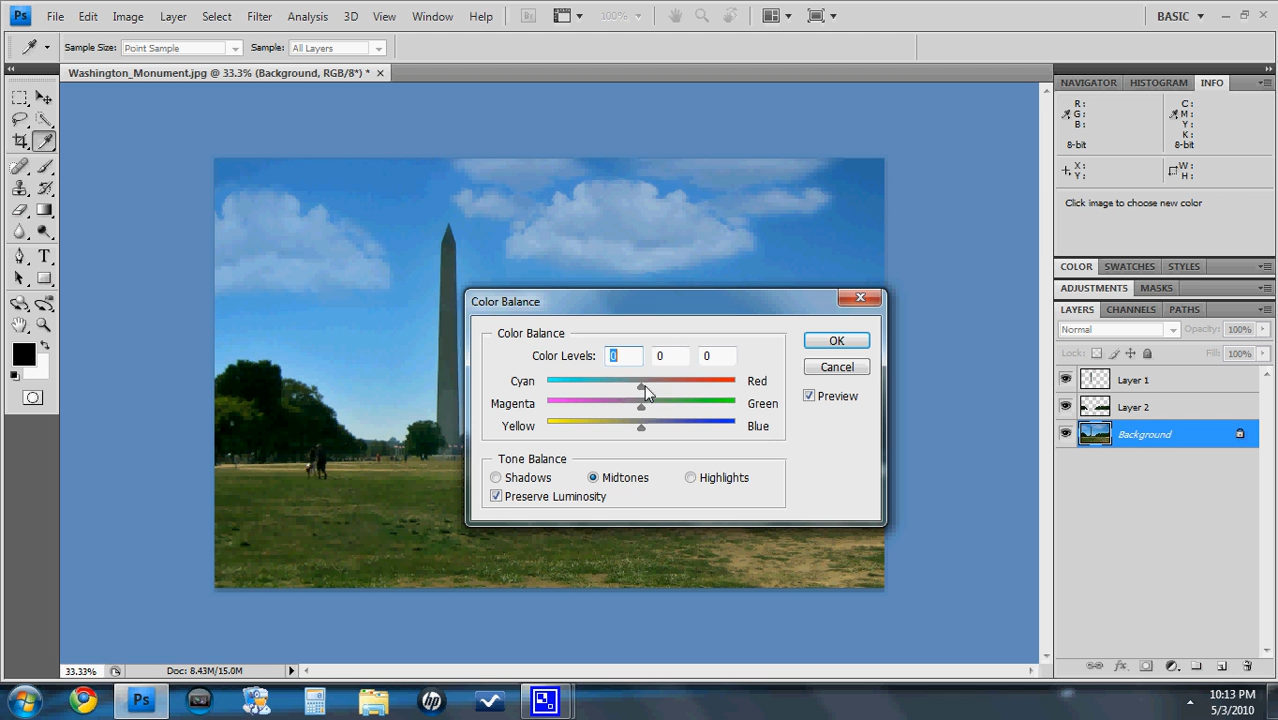 Ps File Edit Image Layer Select Filter Analysis 3D View Window Help Br 100% BASIC
Sample Size: Point Sample Sample: All Layers
Washington_Monument.jpg @ 33.3% (Background, RGB/8*) * ×
NAVIGATOR HISTOGRAM INFO
R: C:
G: M:
B: Y:
K:
8-bit 8-bit
X: W:
Y: H:
Click image to choose new color
COLOR SWATCHES STYLES
ADJUSTMENTS MASKS
LAYERS CHANNELS PATHS
Normal Opacity: 100%
Lock: Fill: 100%
Layer 1
Layer 2
Background
Color Balance
Color Balance
Color Levels: 0 0 0
Cyan Red
Magenta Green
Yellow Blue
OK
Cancel
Preview
Tone Balance
Shadows Midtones Highlights
Preserve Luminosity
T
33.33% Doc: 8.43M/15.0M
fx
Ps hp
10:13 PM
5/3/2010